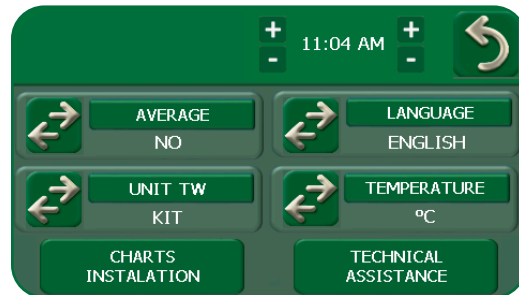 + 11:04 AM +
- -
AVERAGE
NO
LANGUAGE
ENGLISH
UNIT TW
KIT
TEMPERATURE
ºC
CHARTS
INSTALATION
TECHNICAL
ASSISTANCE